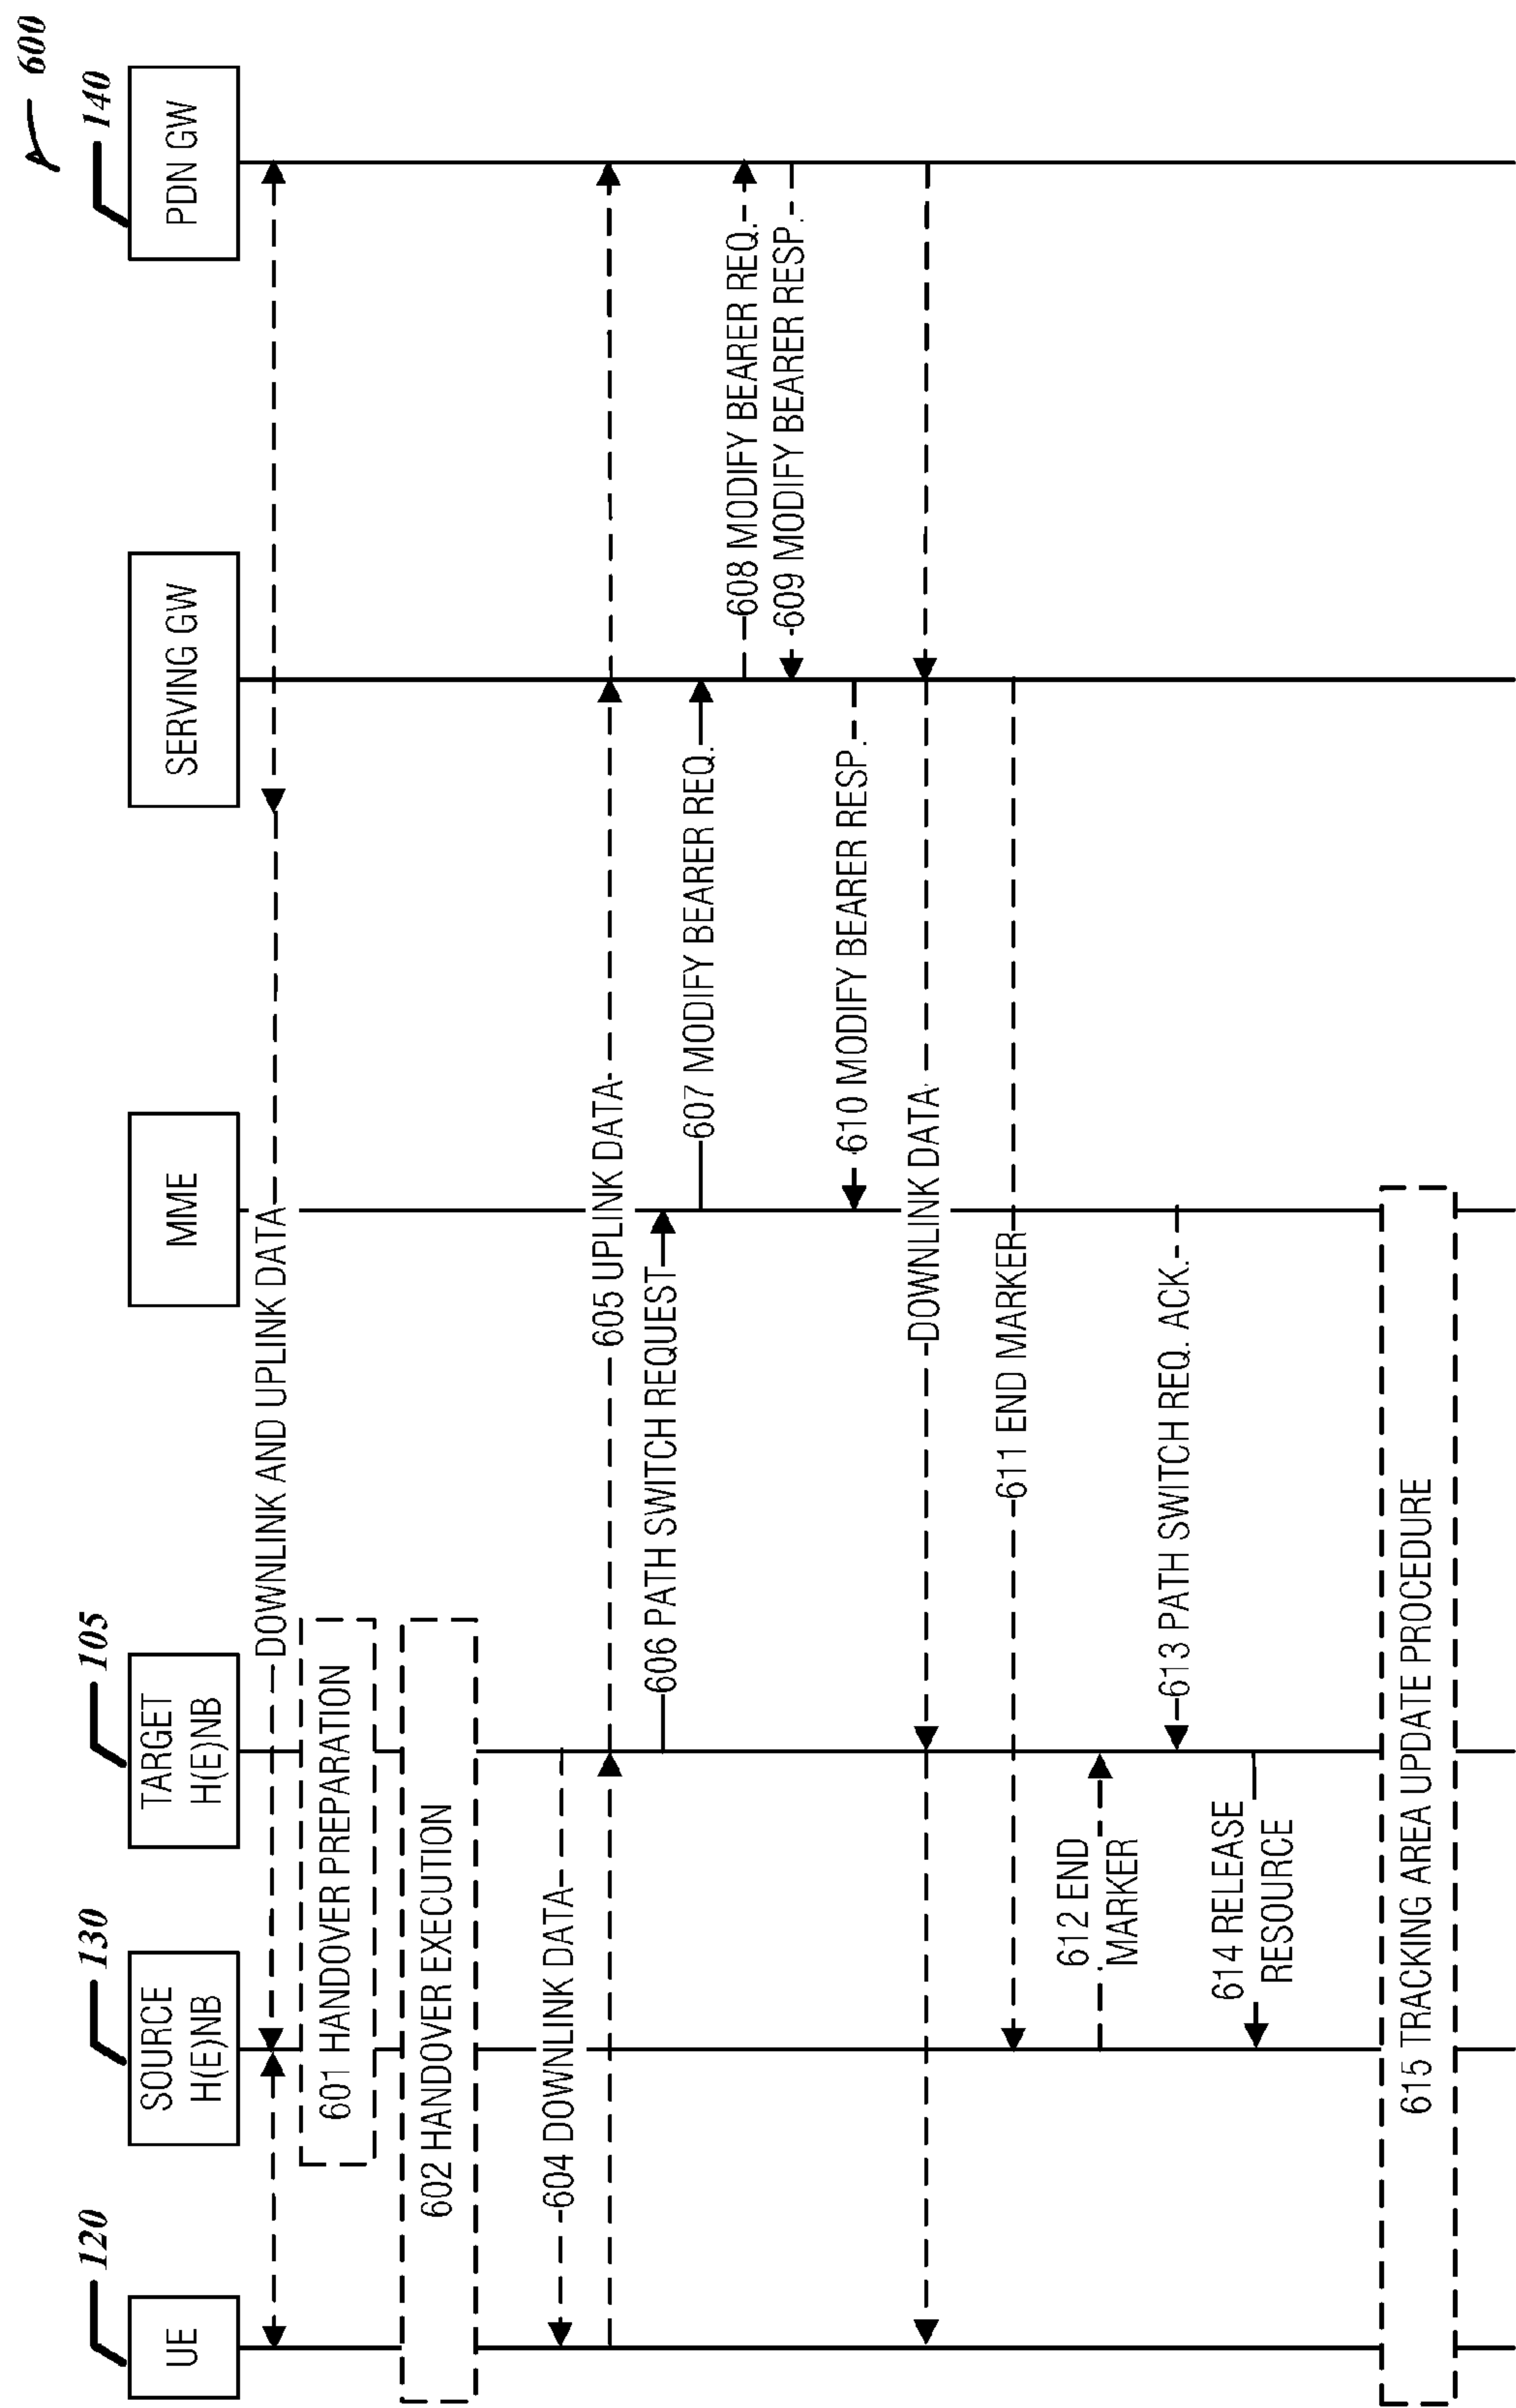 600
120
130
105
140
UE
SOURCE
H(E)NB
TARGET
H(E)NB
MME
SERVING GW
PDN GW
DOWNLINK AND UPLINK DATA
601 HANDOVER PREPARATION
602 HANDOVER EXECUTION
604 DOWNLINK DATA
605 UPLINK DATA
606 PATH SWITCH REQUEST
607 MODIFY BEARER REQ.
608 MODIFY BEARER REQ.
609 MODIFY BEARER RESP.
610 MODIFY BEARER RESP.
DOWNLINK DATA
611 END MARKER
612 END
MARKER
613 PATH SWITCH REQ. ACK.
614 RELEASE
RESOURCE
615 TRACKING AREA UPDATE PROCEDURE